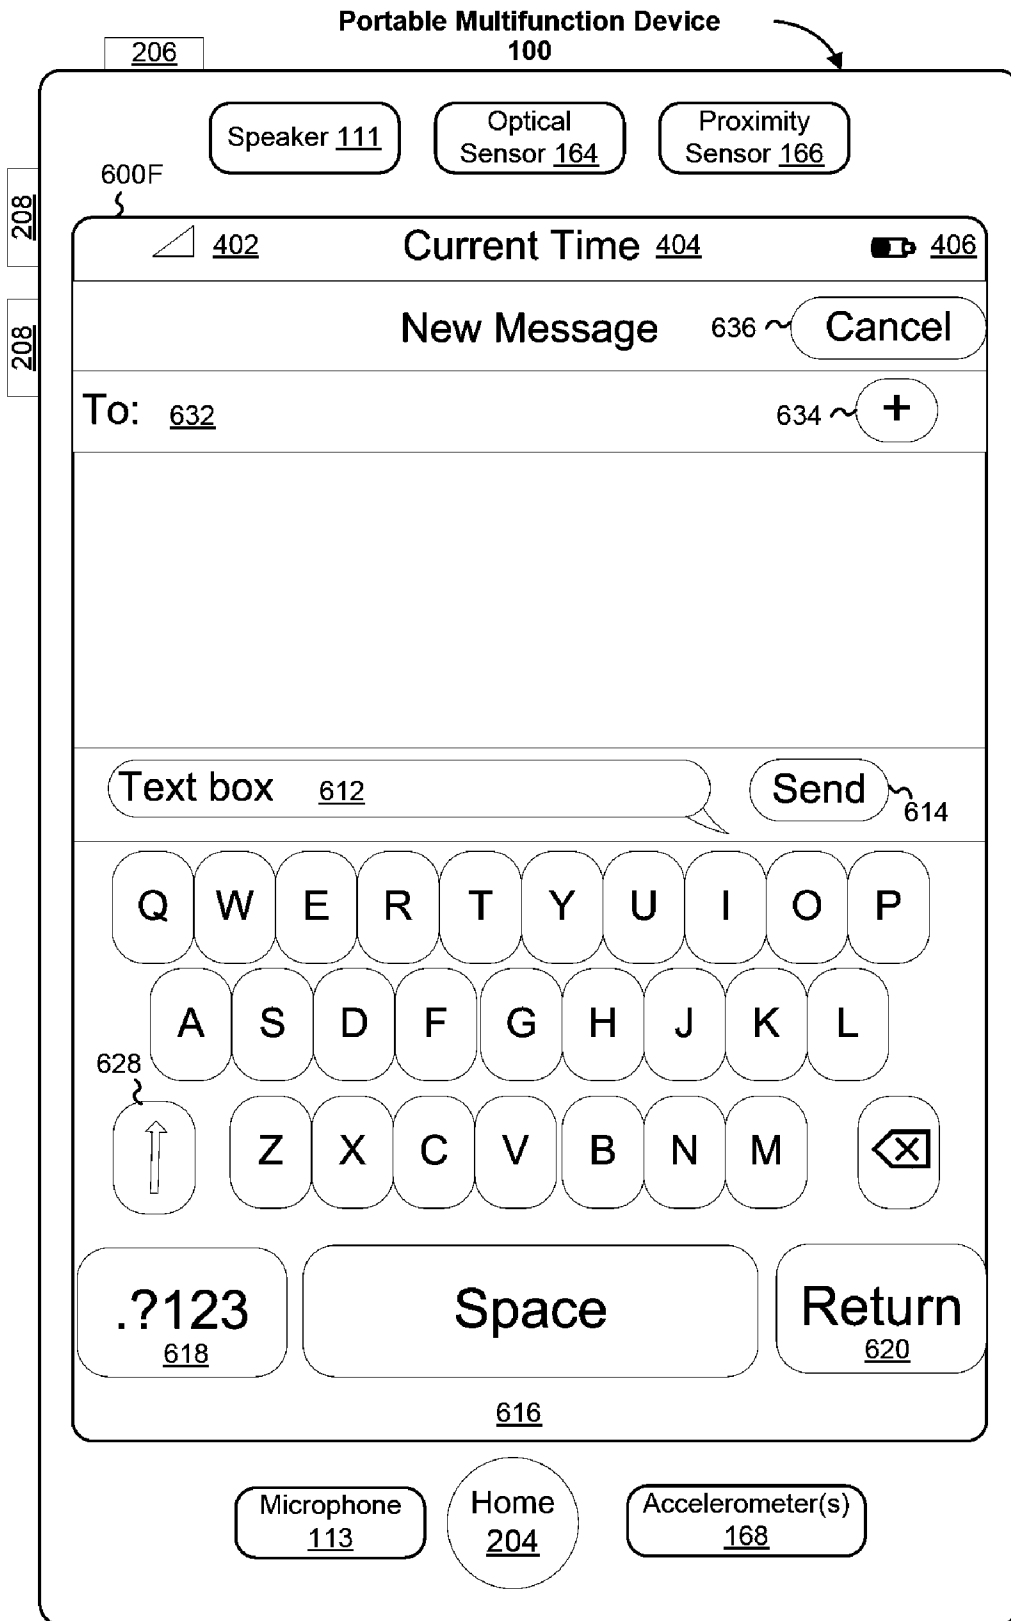 Portable Multifunction Device
100
206
Speaker 111
Optical
Sensor 164
Proximity
Sensor 166
600F
208
208
402
Current Time 404
406
New Message
636
Cancel
To: 632
634
+
Text box 612
Send
614
Q W E R T Y U I O P
A S D F G H J K L
628
Z X C V B N M
.?123
618
Space
Return
620
616
Microphone
113
Home
204
Accelerometer(s)
168